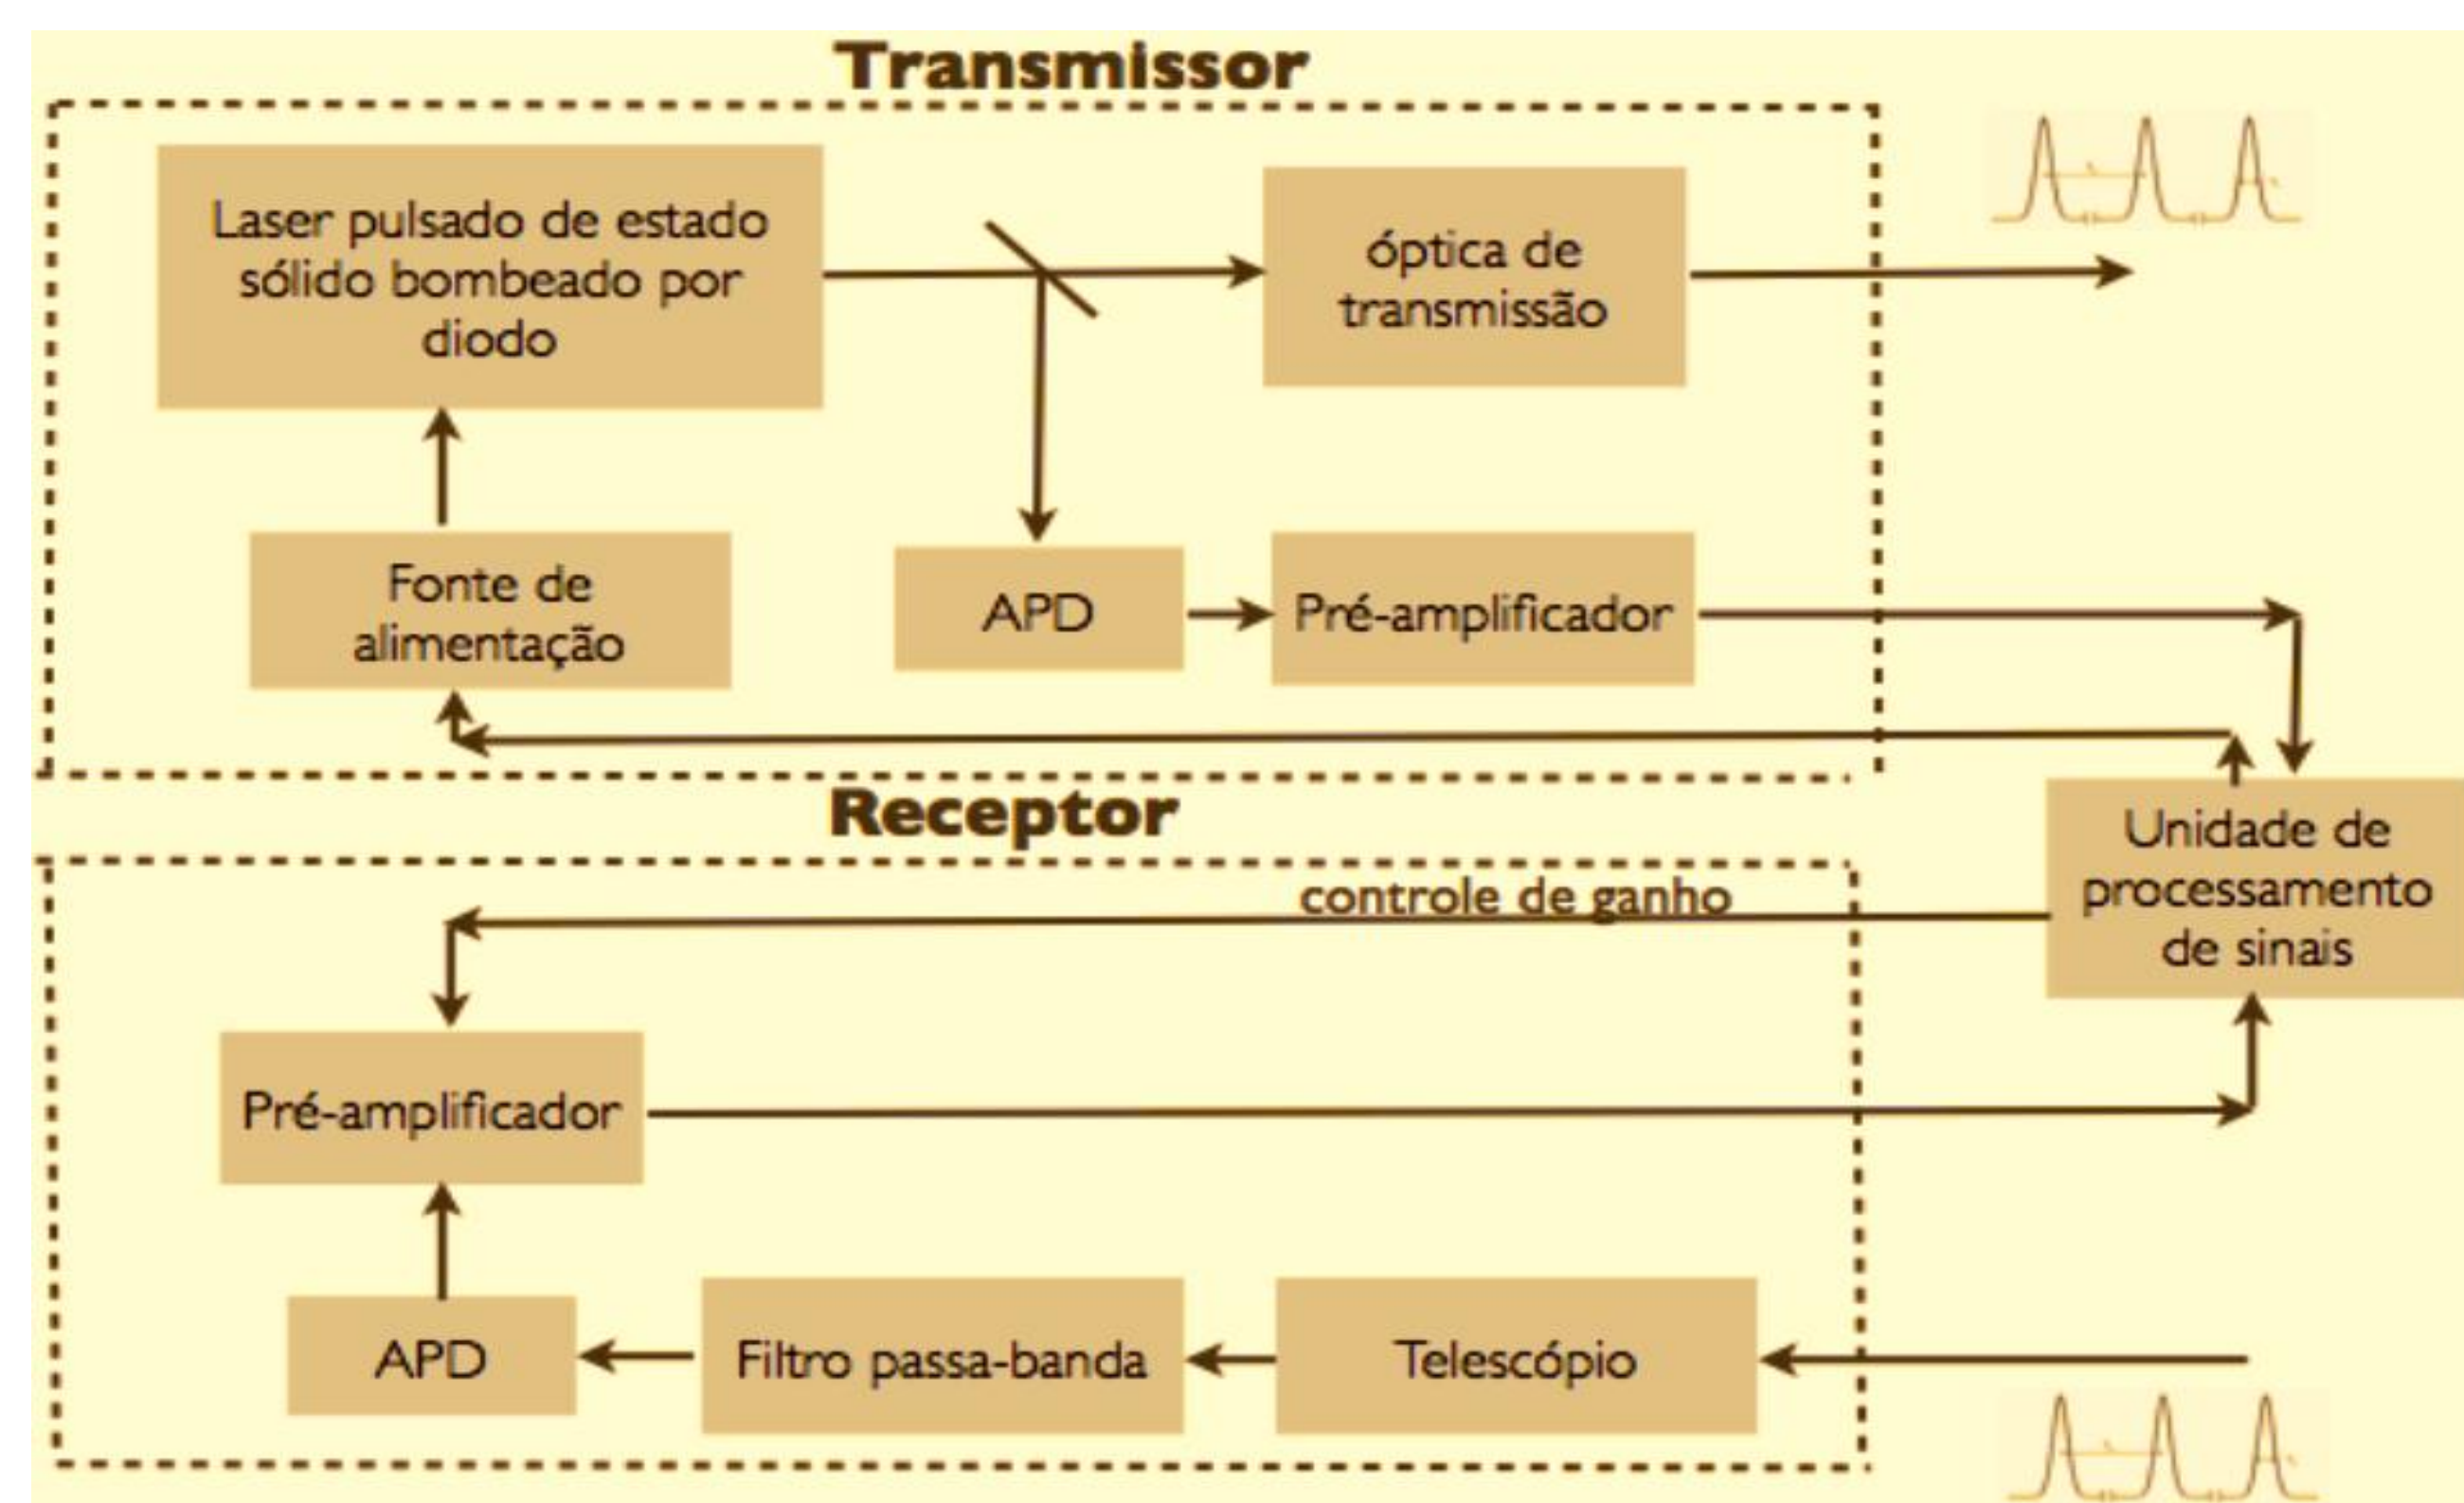 Transmissor
Laser pulsado de estado
sólido bombeado por
diodo
óptica de
transmissão
Fonte de
alimentação
APD
Pré-amplificador
Receptor
Unidade de
processamento
de sinais
controle de ganho
Pré-amplificador
APD
Filtro passa-banda
Telescópio